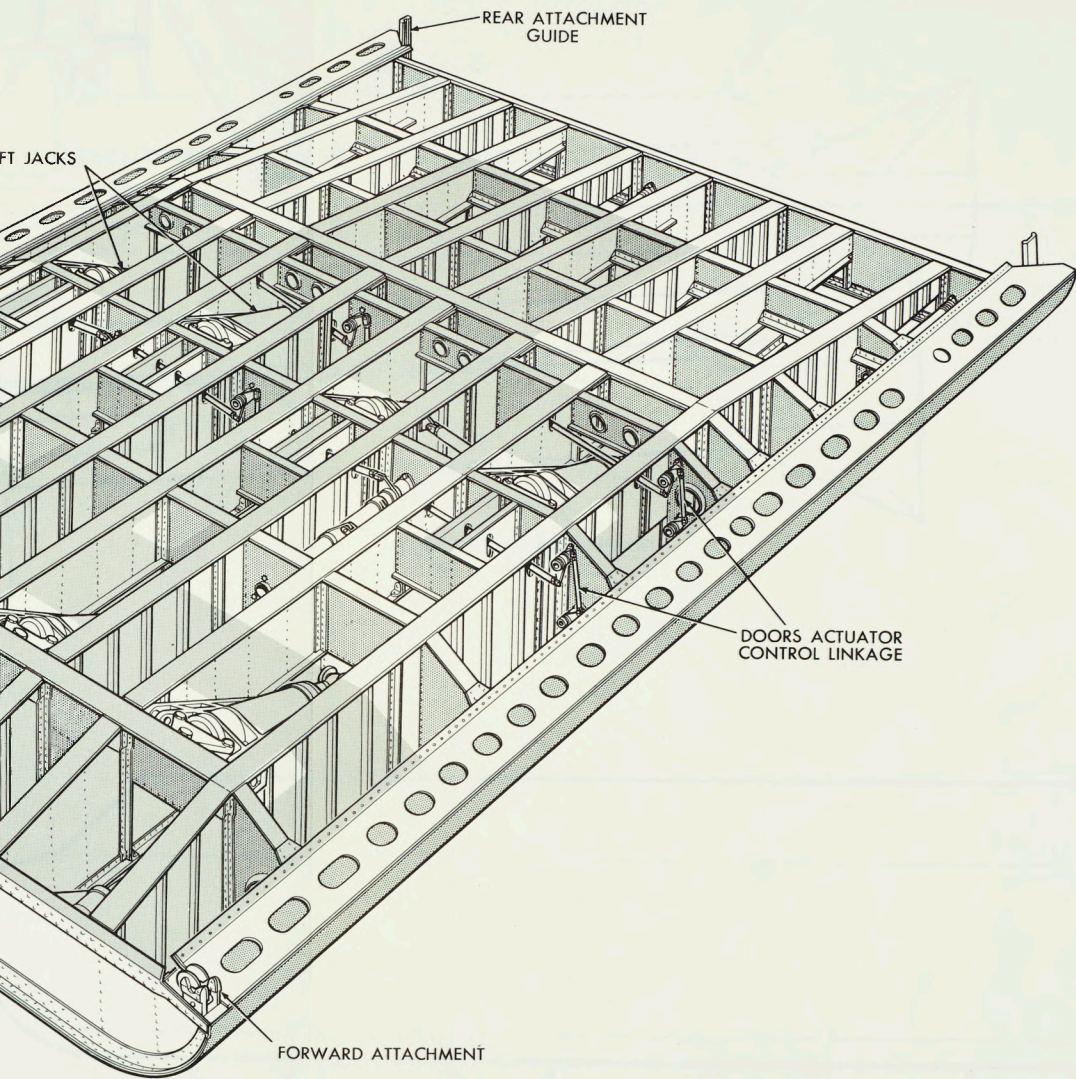 REAR ATTACHMENT
GUIDE
FT JACKS
DOORS ACTUATOR
CONTROL LINKAGE
FORWARD ATTACHMENT